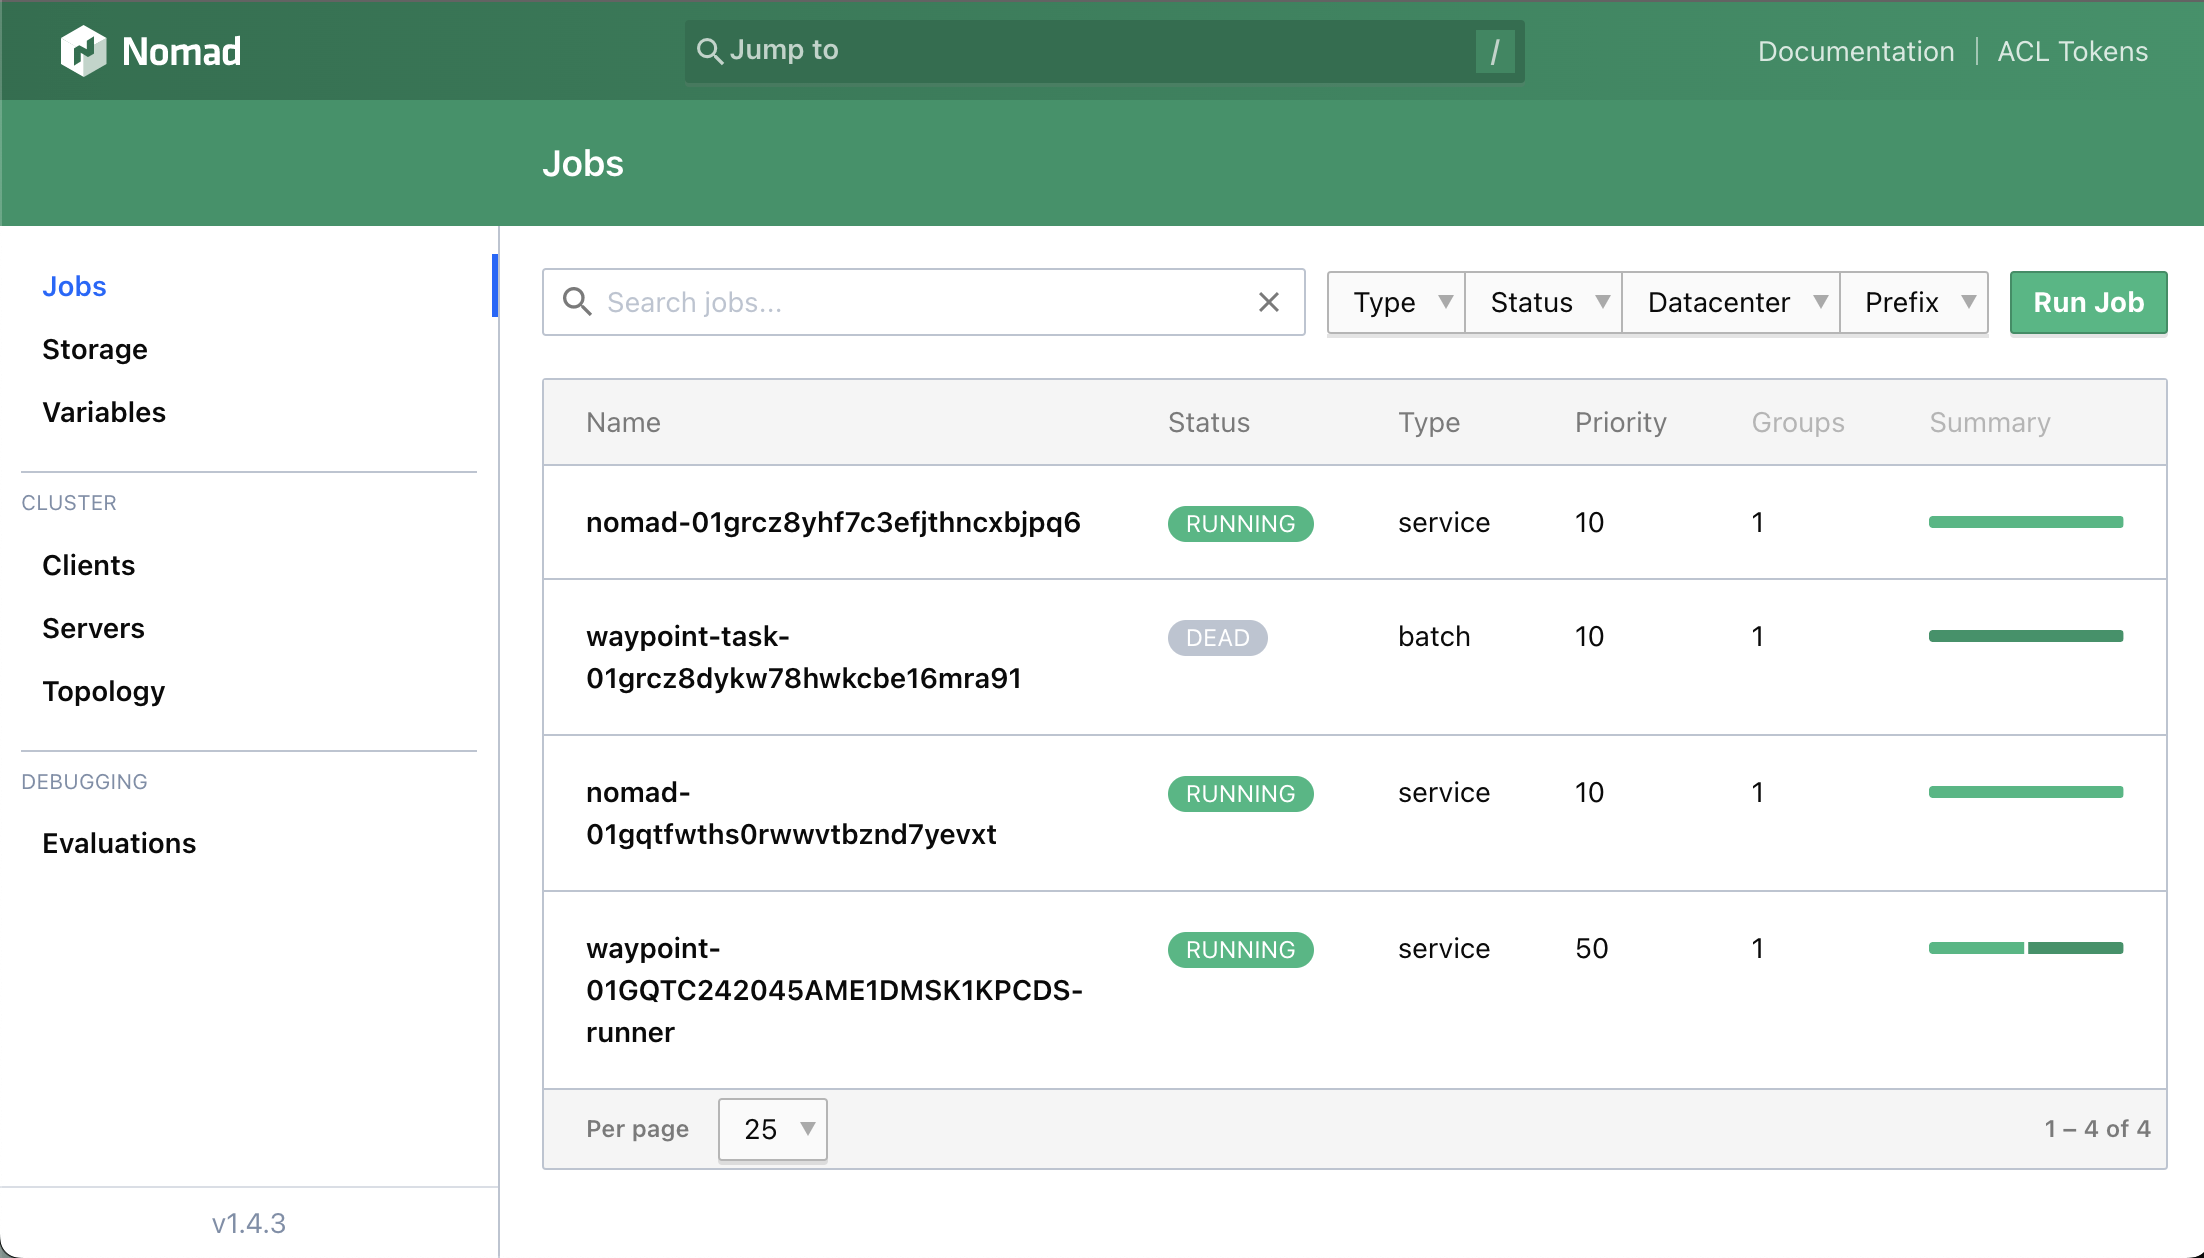 Nomad
Jump to
/
Documentation
ACL Tokens
Jobs
Jobs
Storage
Variables
CLUSTER
Clients
Servers
Topology
DEBUGGING
Evaluations
v1.4.3
Search jobs...
Type
Status
Datacenter
Prefix
Run Job
Name Status Type Priority Groups Summary
nomad-01grcz8yhf7c3efjthncxbjpq6 RUNNING service 10 1
waypoint-task- DEAD batch 10 1
01grcz8dykw78hwkcbe16mra91
nomad- RUNNING service 10 1
01gqtfwths0rwwvtbznd7yevxt
waypoint- RUNNING service 50 1
01GQTC242045AME1DMSK1KPCDS-
runner
Per page 25
1 – 4 of 4